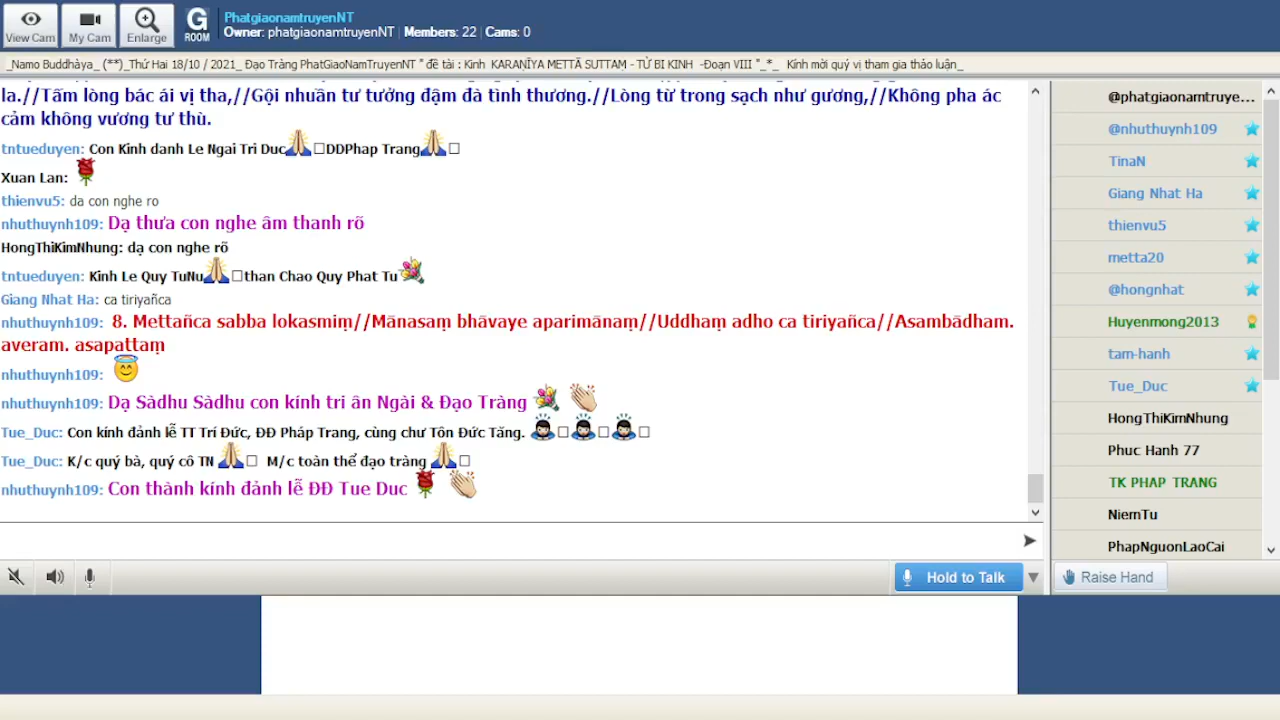 View Cam
My Cam
Enlarge
G
ROOM
PhatgiaonamtruyenNT
Owner: phatgiaonamtruyenNT | Members: 22 | Cams: 0
_Namo Buddhàya_ (**)_Thứ Hai 18/10 / 2021_ Đạo Tràng PhatGiaoNamTruyenNT " đề tài : Kinh KARANĪYA METTĀ SUTTAM - TỪ BI KINH -Đoạn VIII "_*_ Kính mời quý vị tham gia thảo luận_
la.//Tấm lòng bác ái vị tha,//Gội nhuần tư tưởng đậm đà tình thương.//Lòng từ trong sạch như gương,//Không pha ác
cảm không vương tư thù.
tntueduyen: Con Kinh danh Le Ngai Tri Duc🙏□DDPhap Trang🙏□
Xuan Lan: 🌹
thienvu5: da con nghe ro
nhuthuynh109: Dạ thưa con nghe âm thanh rõ
HongThiKimNhung: dạ con nghe rõ
tntueduyen: Kinh Le Quy TuNu🙏□than Chao Quy Phat Tu💐
Giang Nhat Ha: ca tiriyañca
nhuthuynh109: 8. Mettañca sabba lokasmiṃ//Mānasaṃ bhāvaye aparimānaṃ//Uddhaṃ adho ca tiriyañca//Asambādham.
averam. asapattaṃ
nhuthuynh109: 😇
nhuthuynh109: Dạ Sàdhu Sàdhu con kính tri ân Ngài & Đạo Tràng 💐 👏
Tue_Duc: Con kính đảnh lễ TT Trí Đức, ĐĐ Pháp Trang, cùng chư Tôn Đức Tăng. 🙇□🙇□🙇□
Tue_Duc: K/c quý bà, quý cô TN 🙏□ M/c toàn thể đạo tràng 🙏□
nhuthuynh109: Con thành kính đảnh lễ ĐĐ Tue Duc 🌹 👏
Hold to Talk
@phatgiaonamtruye...
@nhuthuynh109
TinaN
Giang Nhat Ha
thienvu5
metta20
@hongnhat
Huyenmong2013
tam-hanh
Tue_Duc
HongThiKimNhung
Phuc Hanh 77
TK PHAP TRANG
NiemTu
PhapNguonLaoCai
Raise Hand